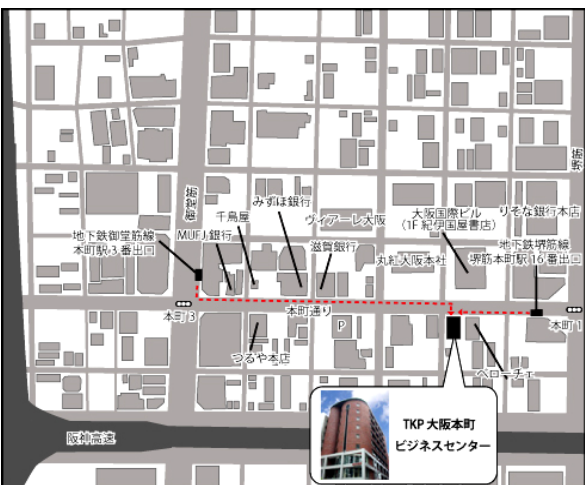 御堂筋
堺筋
みずほ銀行
千鳥屋
ヴィアーレ大阪
大阪国際ビル
(1F 紀伊国屋書店)
りそな銀行本店
地下鉄御堂筋線
本町駅 3 番出口
MUFJ銀行
滋賀銀行
丸紅大阪本社
地下鉄堺筋線
堺筋本町駅 16 番出口
本町 3
本町通り
P
本町 1
つるや本店
ベローチェ
阪神高速
TKP 大阪本町
ビジネスセンター